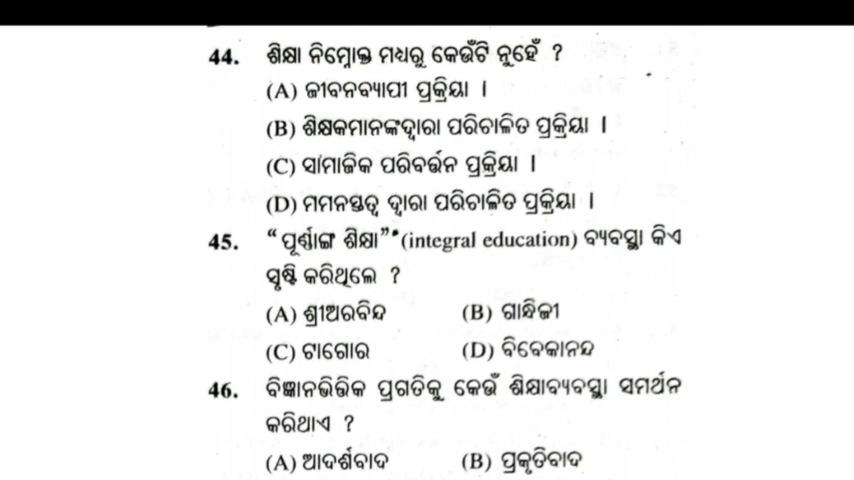 44. ଶିକ୍ଷା ନିମ୍ନୋକ୍ତ ମଧ୍ୟରୁ କେଉଁଟି ନୁହେଁ ?
(A) ଜୀବନବ୍ୟାପୀ ପ୍ରକ୍ରିୟା ।
(B) ଶିକ୍ଷକମାନଙ୍କଦ୍ୱାରା ପରିଚାଳିତ ପ୍ରକ୍ରିୟା ।
(C) ସାମାଜିକ ପରିବର୍ତ୍ତନ ପ୍ରକ୍ରିୟା ।
(D) ମମନସ୍ତତ୍ୱ ଦ୍ୱାରା ପରିଚାଳିତ ପ୍ରକ୍ରିୟା ।
45. “ପୂର୍ଣ୍ଣାଙ୍ଗ ଶିକ୍ଷା” (integral education) ବ୍ୟବସ୍ଥା କିଏ
ସୃଷ୍ଟି କରିଥିଲେ ?
(A) ଶ୍ରୀଅରବିନ୍ଦ (B) ଗାନ୍ଧିଜୀ
(C) ଟାଗୋର (D) ବିବେକାନନ୍ଦ
46. ବିଜ୍ଞାନଭିତ୍ତିକ ପ୍ରଗତିକୁ କେଉଁ ଶିକ୍ଷାବ୍ୟବସ୍ଥା ସମର୍ଥନ
କରିଥାଏ ?
(A) ଆଦର୍ଶବାଦ (B) ପ୍ରକୃତିବାଦ